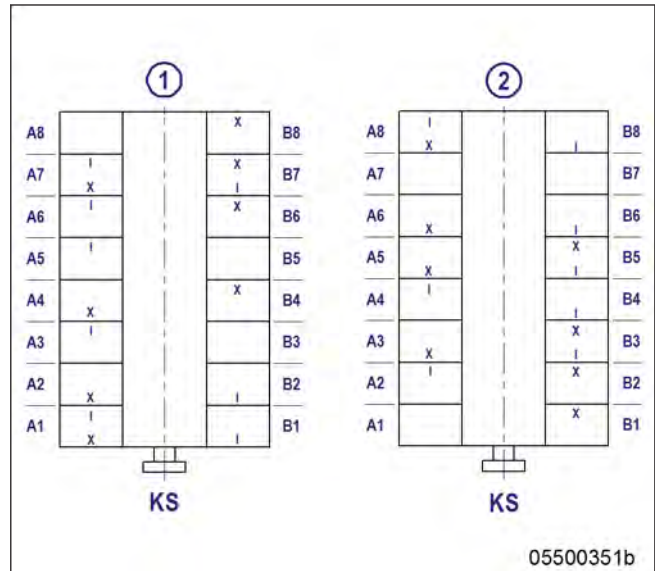 1 2
X I
A8 B8 A8 B8
X I
I X
A7 B7 A7 B7
X I
I X
A6 B6 A6 B6
X I
I X
A5 B5 A5 B5
X I
X I
A4 B4 A4 B4
X I
I X
A3 B3 A3 B3
X I
I X
A2 B2 A2 B2
X I
I X
A1 B1 A1 B1
X I
KS KS
05500351b